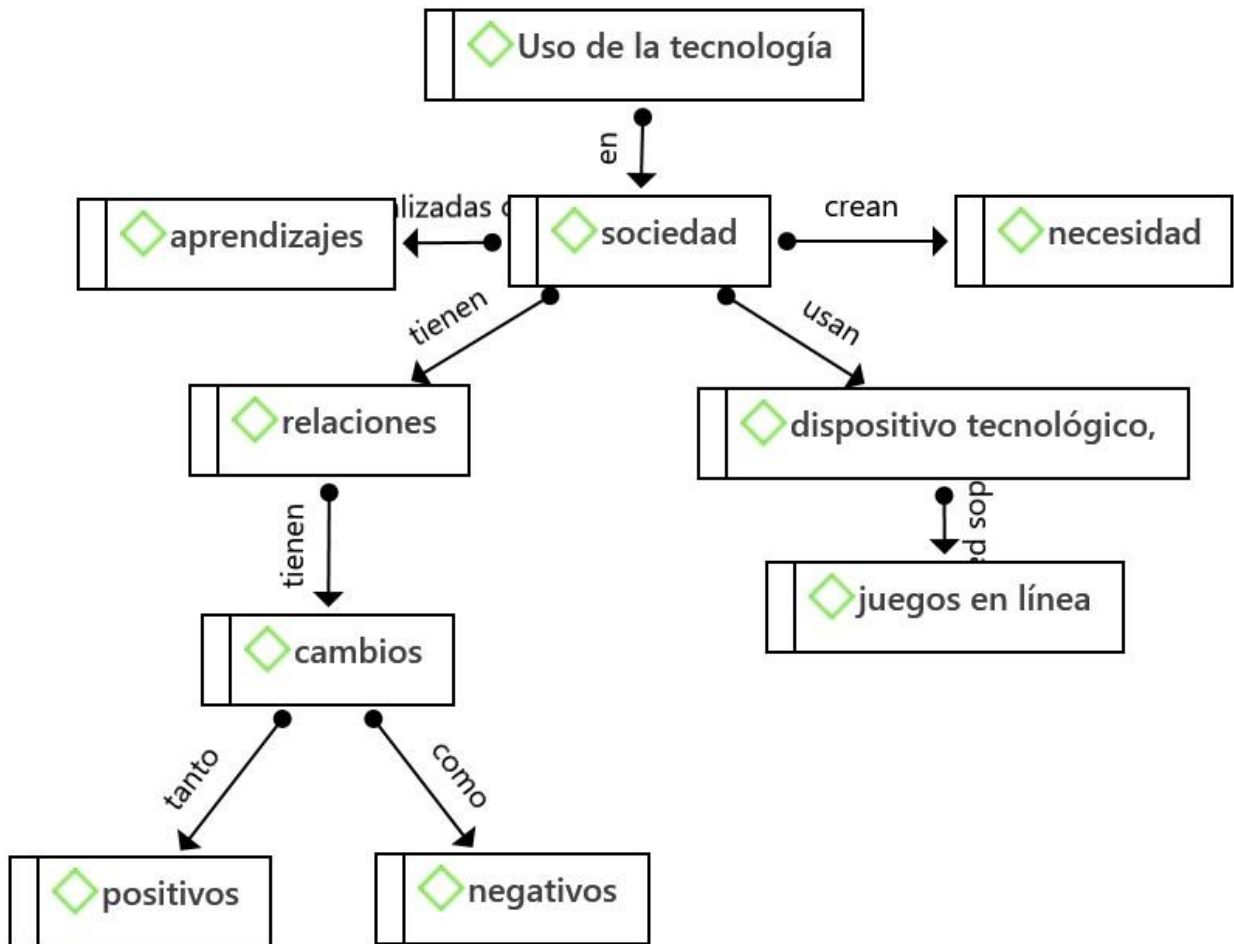 Uso de la tecnología
en
aprendizajes
sociedad
crean
necesidad
tienen
usan
relaciones
dispositivo tecnológico,
tienen
juegos en línea
cambios
tanto
como
positivos
negativos